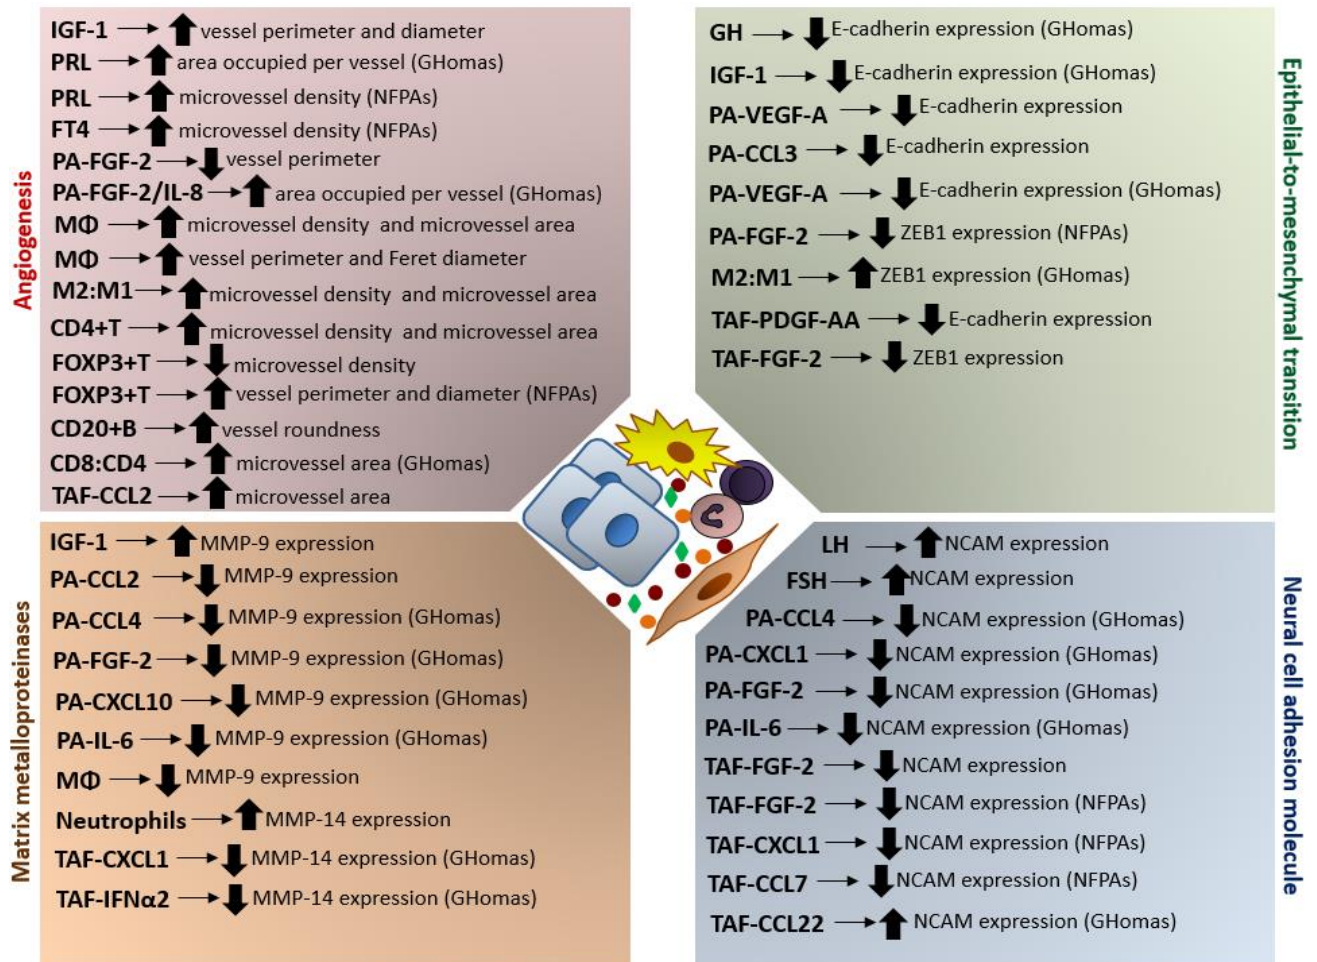 Angiogenesis
IGF-1 vessel perimeter and diameter
PRL area occupied per vessel (GHomas)
PRL microvessel density (NFPAs)
FT4 microvessel density (NFPAs)
PA-FGF-2 vessel perimeter
PA-FGF-2/IL-8 area occupied per vessel (GHomas)
MΦ microvessel density and microvessel area
MΦ vessel perimeter and Feret diameter
M2:M1 microvessel density and microvessel area
CD4+T microvessel density and microvessel area
FOXP3+T microvessel density
FOXP3+T vessel perimeter and diameter (NFPAs)
CD20+B vessel roundness
CD8:CD4 microvessel area (GHomas)
TAF-CCL2 microvessel area
Epithelial-to-mesenchymal transition
GH E-cadherin expression (GHomas)
IGF-1 E-cadherin expression (GHomas)
PA-VEGF-A E-cadherin expression
PA-CCL3 E-cadherin expression
PA-VEGF-A E-cadherin expression (GHomas)
PA-FGF-2 ZEB1 expression (NFPAs)
M2:M1 ZEB1 expression (GHomas)
TAF-PDGF-AA E-cadherin expression
TAF-FGF-2 ZEB1 expression
Matrix metalloproteinases
IGF-1 MMP-9 expression
PA-CCL2 MMP-9 expression
PA-CCL4 MMP-9 expression (GHomas)
PA-FGF-2 MMP-9 expression (GHomas)
PA-CXCL10 MMP-9 expression (GHomas)
PA-IL-6 MMP-9 expression (GHomas)
MΦ MMP-9 expression
Neutrophils MMP-14 expression
TAF-CXCL1 MMP-14 expression (GHomas)
TAF-IFNα2 MMP-14 expression (GHomas)
Neural cell adhesion molecule
LH NCAM expression
FSH NCAM expression
PA-CCL4 NCAM expression (GHomas)
PA-CXCL1 NCAM expression (GHomas)
PA-FGF-2 NCAM expression (GHomas)
PA-IL-6 NCAM expression (GHomas)
TAF-FGF-2 NCAM expression
TAF-FGF-2 NCAM expression (NFPAs)
TAF-CXCL1 NCAM expression (NFPAs)
TAF-CCL7 NCAM expression (NFPAs)
TAF-CCL22 NCAM expression (GHomas)